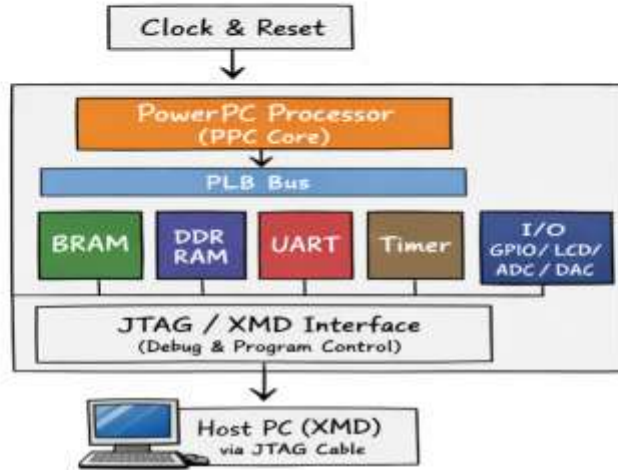 Clock & Reset
PowerPC Processor
(PPC Core)
PLB Bus
BRAM
DDR
RAM
UART
Timer
I/O
GPIO/ LCD/
ADC / DAC
JTAG / XMD Interface
(Debug & Program Control)
Host PC (XMD)
via JTAG Cable